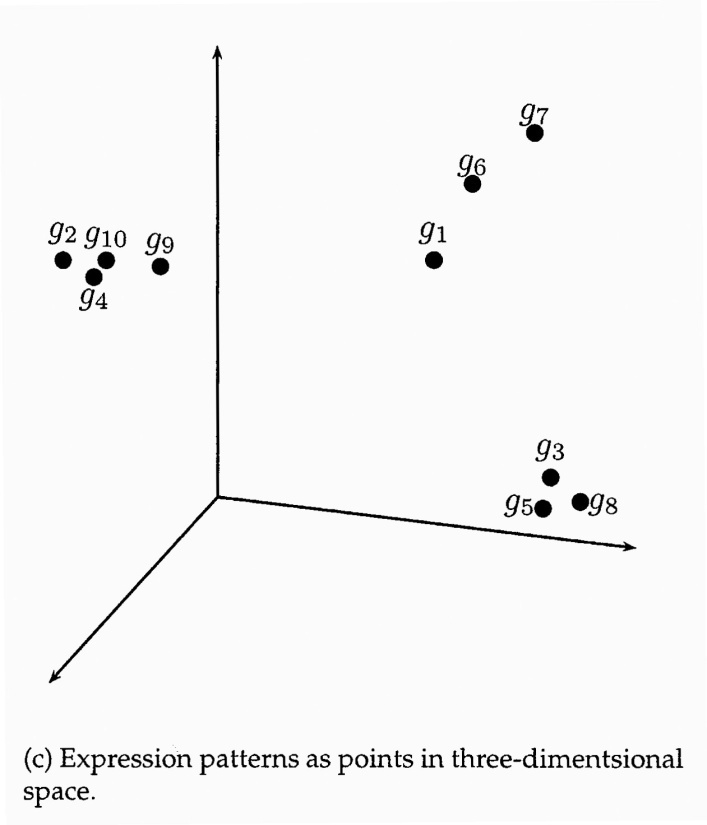 g7
g6
g2 g10 g9 g1
g4
g3
g5 g8
(c) Expression patterns as points in three-dimentsional
space.